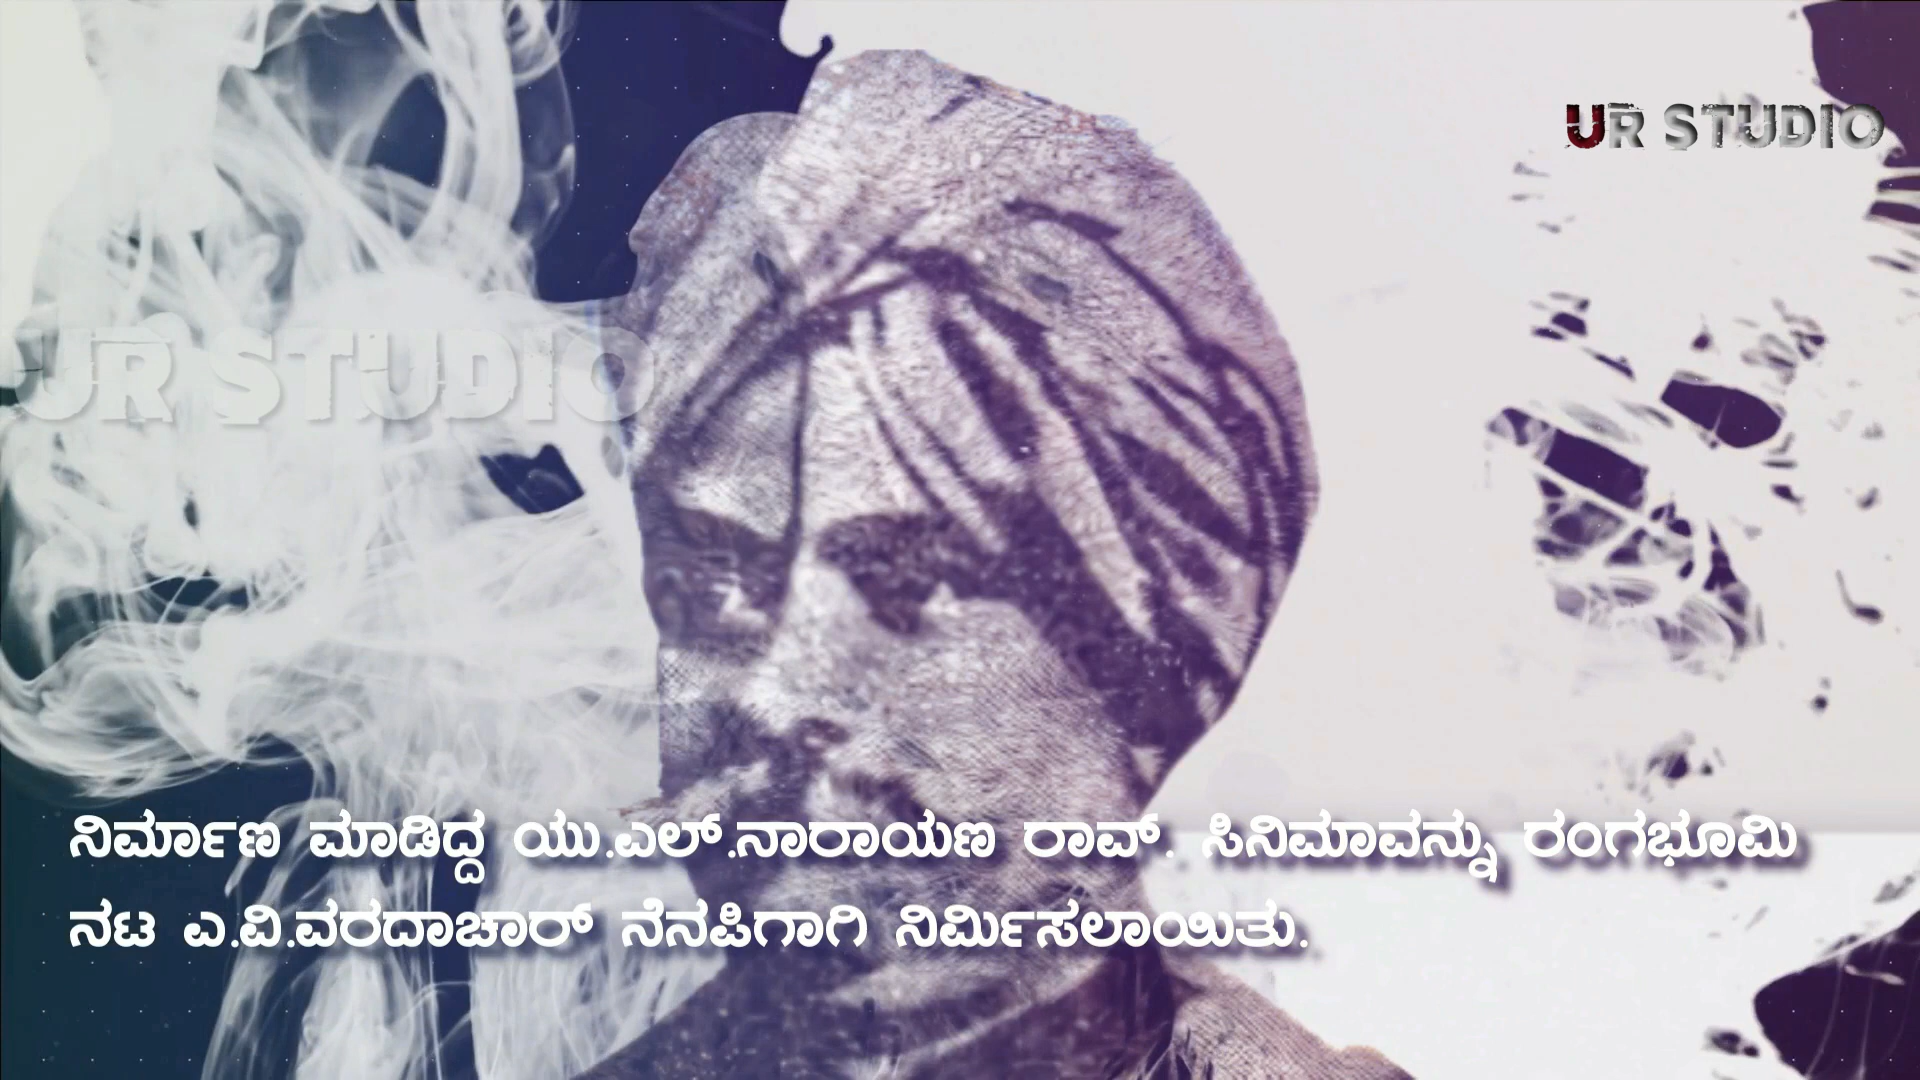 UR STUDIO
UR STUDIO
ನಿರ್ಮಾಣ ಮಾಡಿದ್ದ ಯು.ಎಲ್.ನಾರಾಯಣ ರಾವ್. ಸಿನಿಮಾವನ್ನು ರಂಗಭೂಮಿ
ನಟ ಎ.ವಿ.ವರದಾಚಾರ್ ನೆನಪಿಗಾಗಿ ನಿರ್ಮಿಸಲಾಯಿತು.